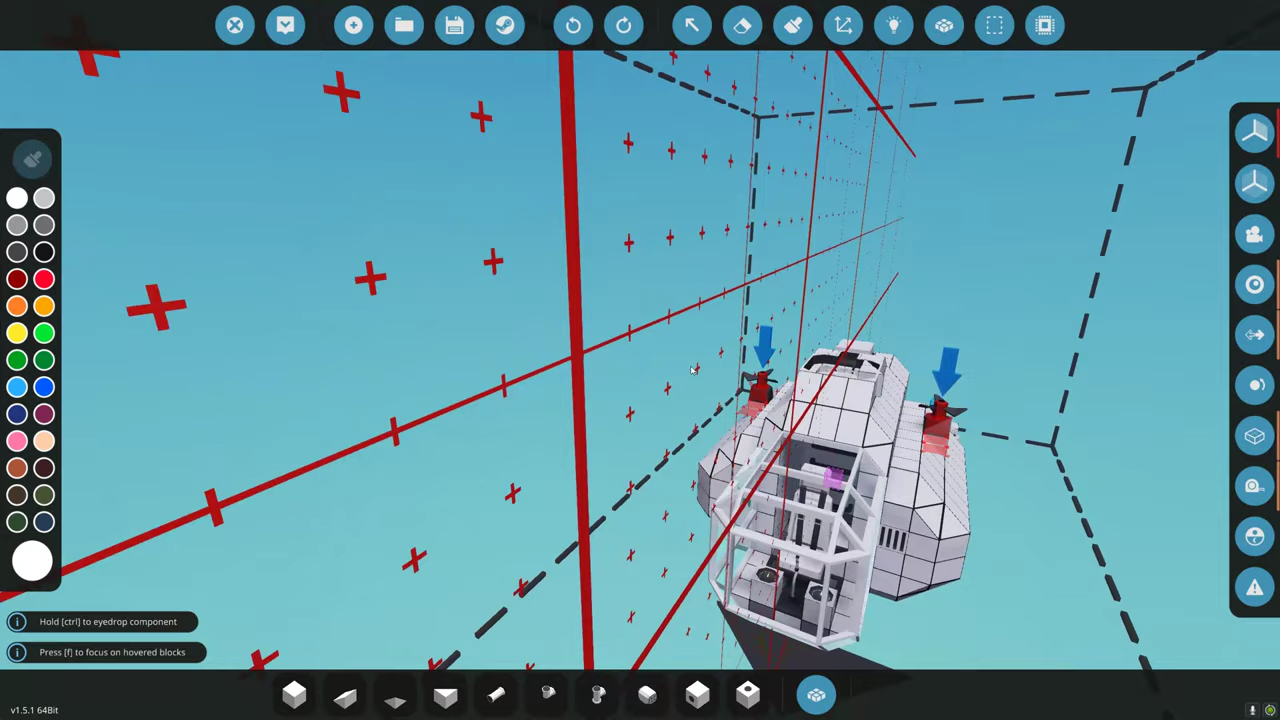 Hold [ctrl] to eyedrop component
Press [f] to focus on hovered blocks
v1.5.1 64Bit